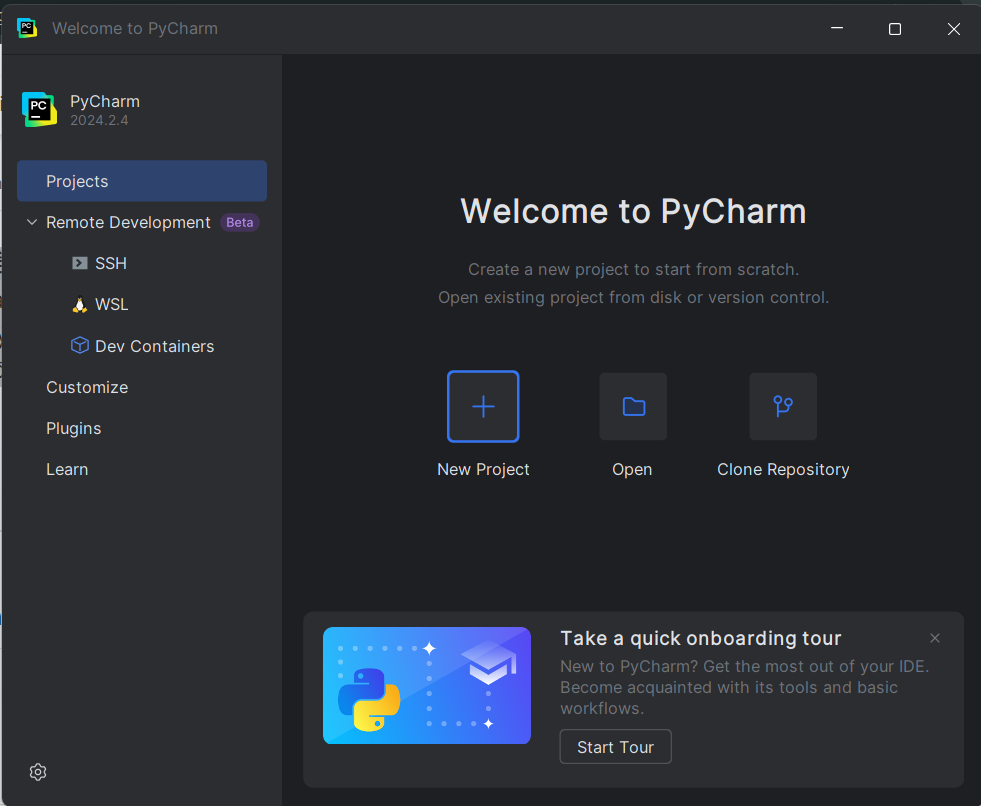 Welcome to PyCharm
PC
PyCharm
2024.2.4
Projects
Remote Development Beta
SSH
WSL
Dev Containers
Customize
Plugins
Learn
Welcome to PyCharm
Create a new project to start from scratch.
Open existing project from disk or version control.
New Project
Open
Clone Repository
Take a quick onboarding tour
New to PyCharm? Get the most out of your IDE.
Become acquainted with its tools and basic
workflows.
Start Tour